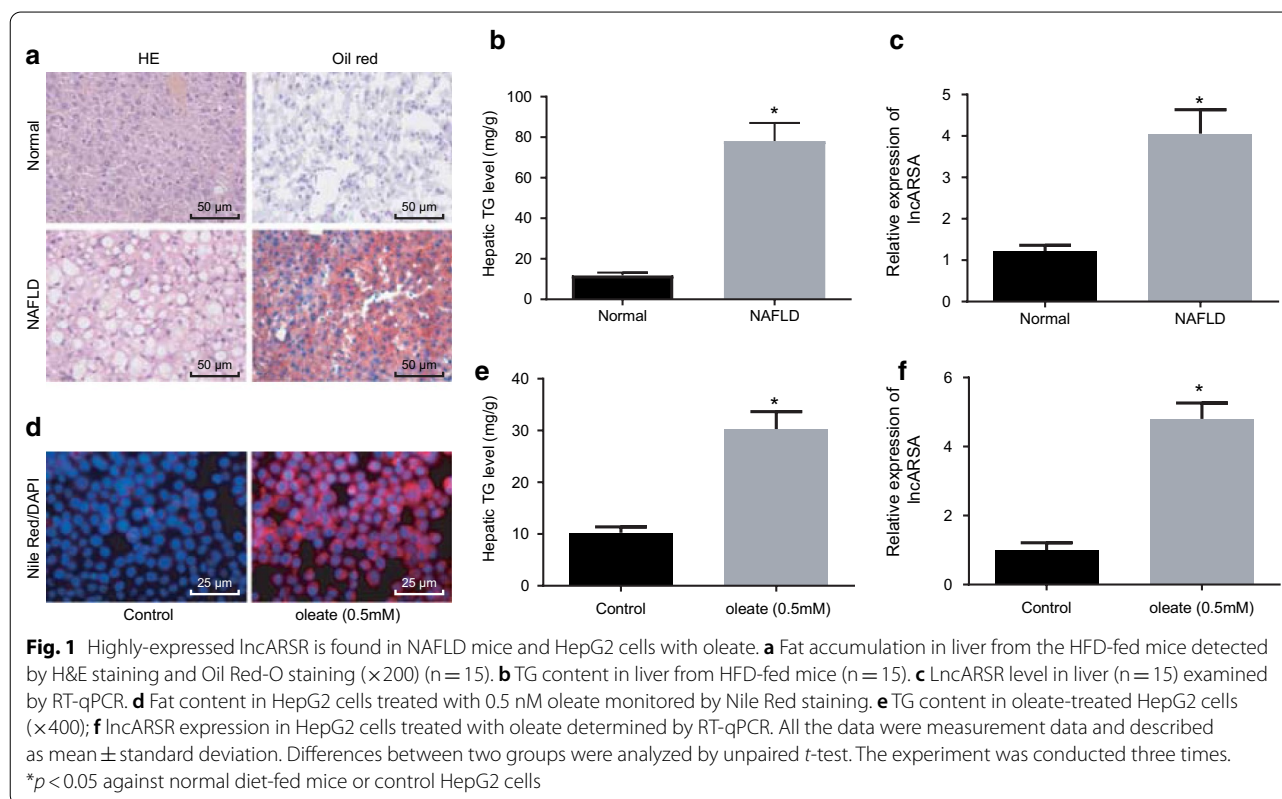 a
HE
Oil red
Normal
50 µm
50 µm
NAFLD
50 µm
50 µm
b
Hepatic TG level (mg/g)
100
80
60
40
20
0
*
Normal
NAFLD
c
Relative expression of
lncARSA
5
4
3
2
1
0
*
Normal
NAFLD
d
Nile Red/DAPI
25 µm
25 µm
Control
oleate (0.5mM)
e
Hepatic TG level (mg/g)
40
30
20
10
0
*
Control
oleate (0.5mM)
f
Relative expression of
lncARSA
6
4
2
0
*
Control
oleate (0.5mM)
Fig. 1 Highly-expressed lncARSR is found in NAFLD mice and HepG2 cells with oleate. a Fat accumulation in liver from the HFD-fed mice detected
by H&E staining and Oil Red-O staining (×200) (n = 15). b TG content in liver from HFD-fed mice (n = 15). c LncARSR level in liver (n = 15) examined
by RT-qPCR. d Fat content in HepG2 cells treated with 0.5 nM oleate monitored by Nile Red staining. e TG content in oleate-treated HepG2 cells
(×400); f lncARSR expression in HepG2 cells treated with oleate determined by RT-qPCR. All the data were measurement data and described
as mean ± standard deviation. Differences between two groups were analyzed by unpaired t-test. The experiment was conducted three times.
*p < 0.05 against normal diet-fed mice or control HepG2 cells